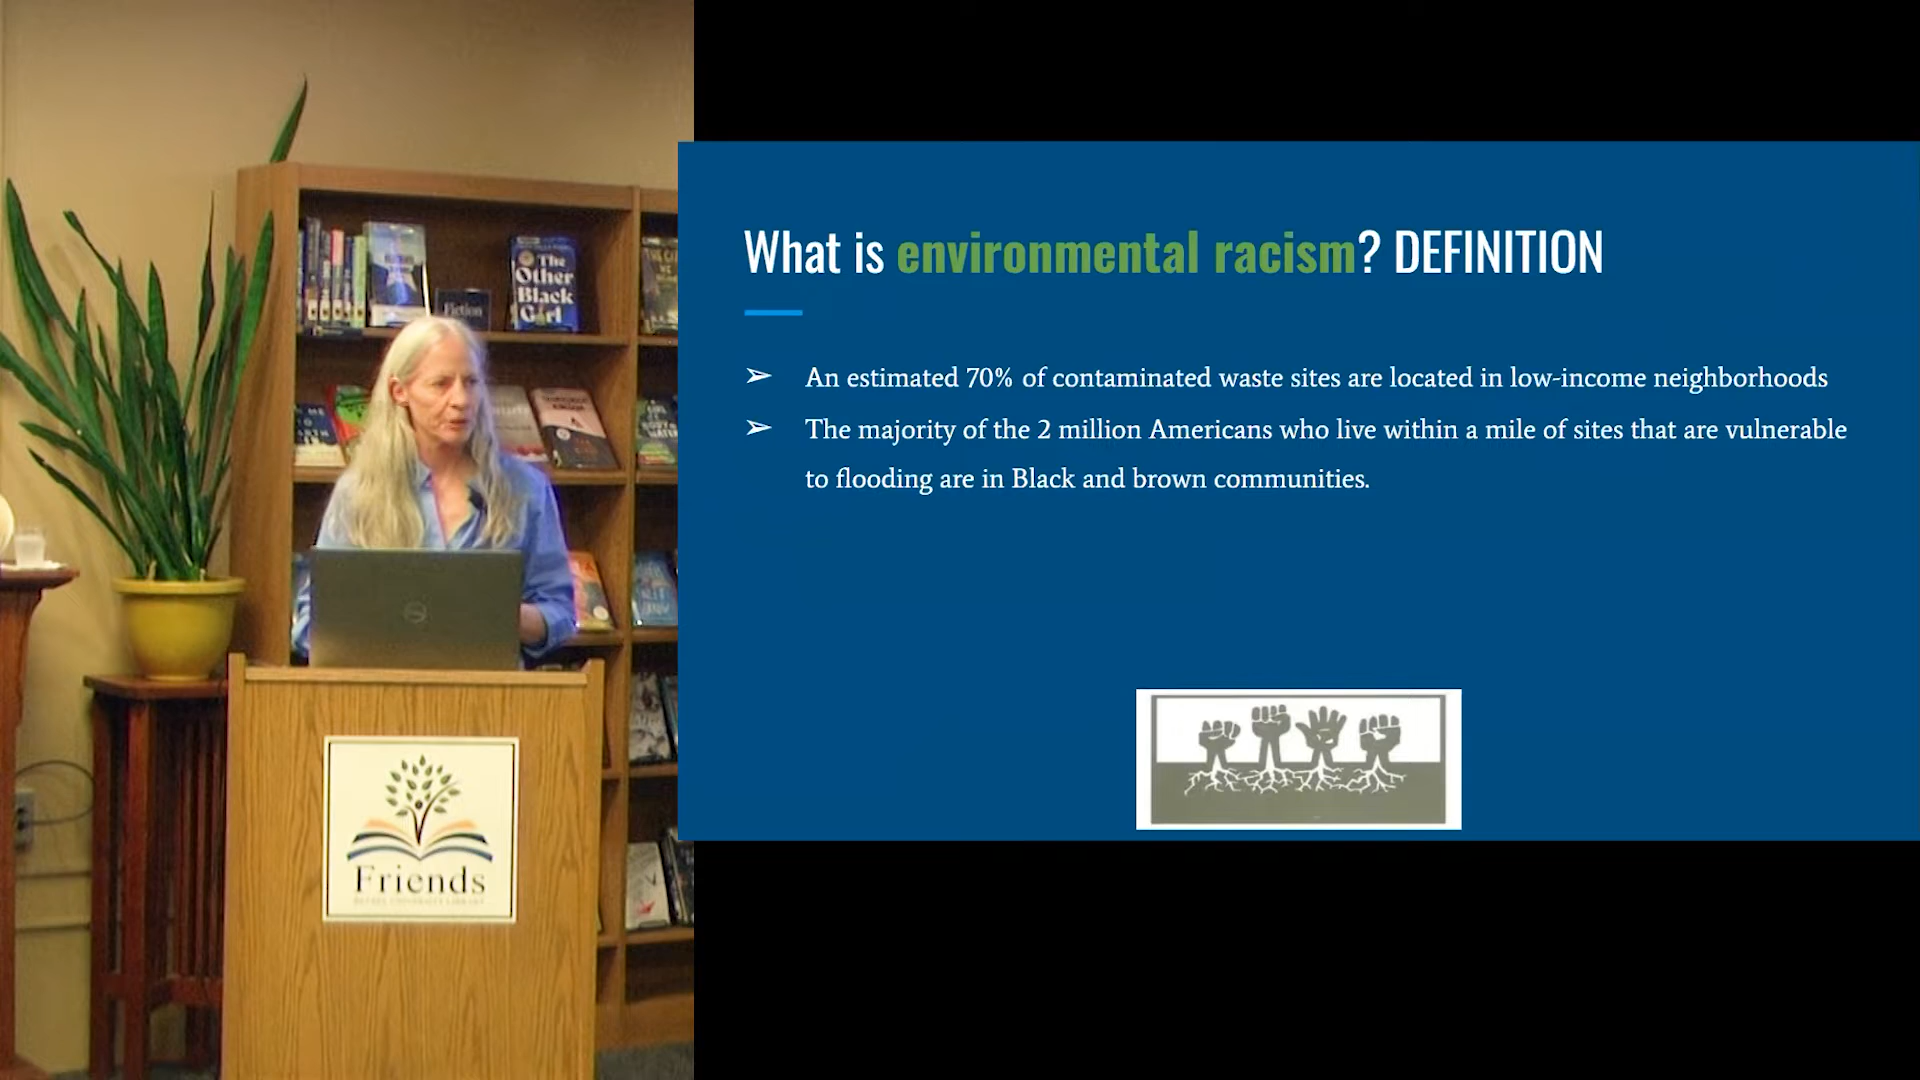 Fiction
The
Other
Black
Girl
Friends
What is environmental racism? DEFINITION
➢ An estimated 70% of contaminated waste sites are located in low-income neighborhoods
➢ The majority of the 2 million Americans who live within a mile of sites that are vulnerable
to flooding are in Black and brown communities.